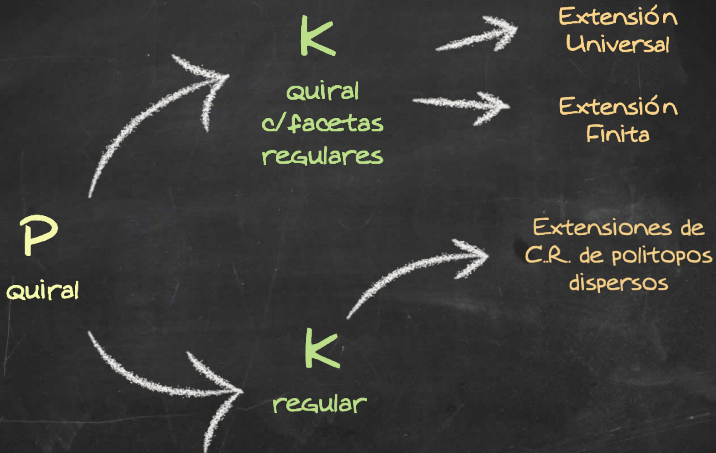 K
quiral
c/facetas
regulares
Extensión
Universal
Extensión
Finita
P
quiral
K
regular
Extensiones de
C.R. de politopos
dispersos